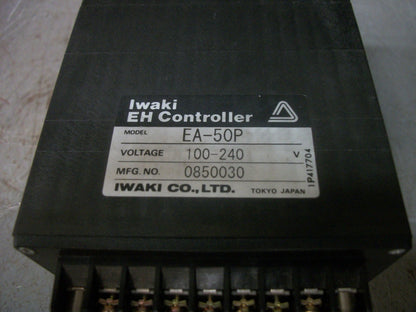 Iwaki
EH Controller
MODEL EA-50P
VOLTAGE 100-240 V
MFG. NO. 0850030
IWAKI CO., LTD. TOKYO JAPAN
1P417704